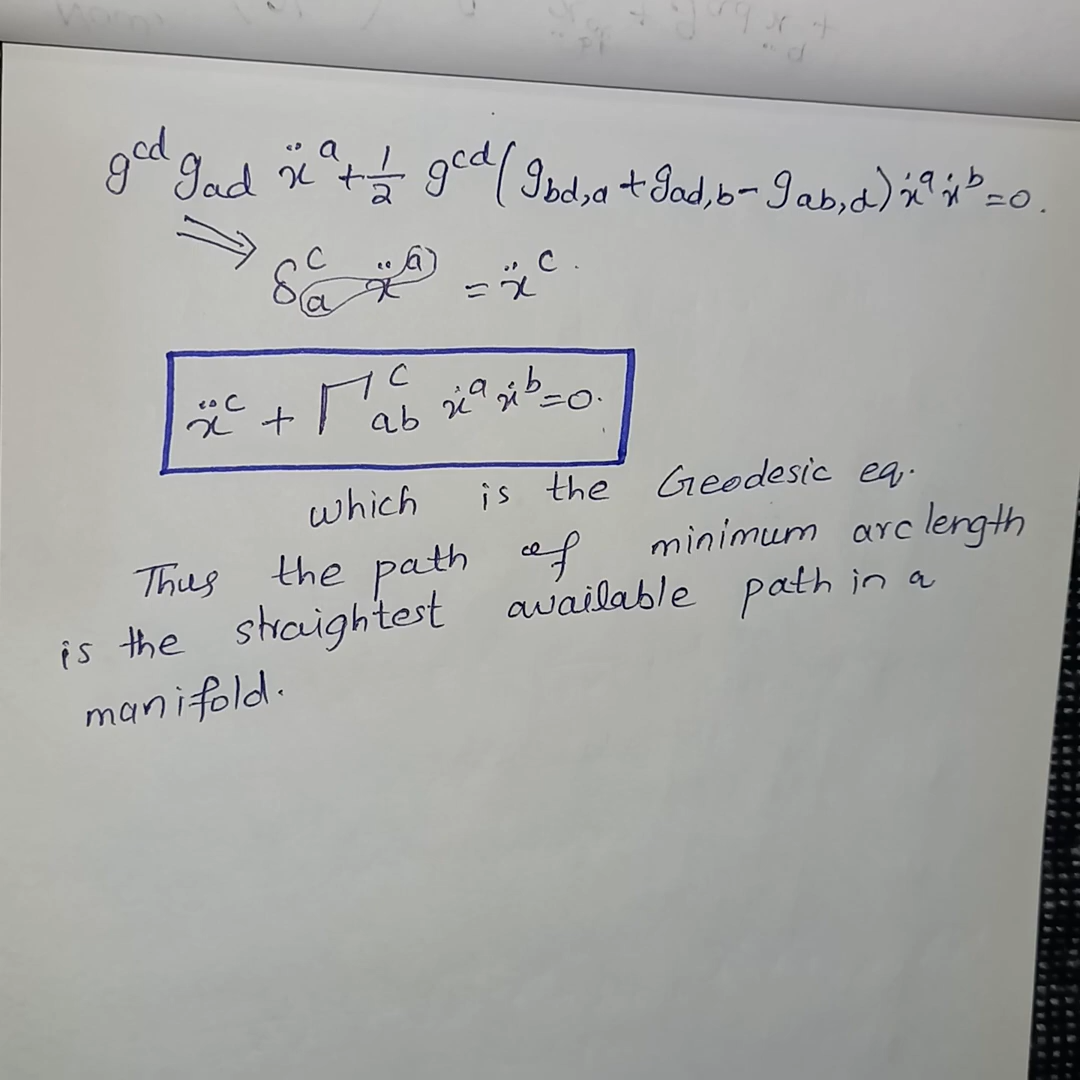 g^{cd} g_{ad} ẍ^a + 1/2 g^{cd} ( g_{bd,a} + g_{ad,b} - g_{ab,d} ) ẋ^a ẋ^b = 0.
⇒ δ^c_a ẍ^a = ẍ^c.
ẍ^c + Γ^c_{ab} ẋ^a ẋ^b = 0.
which is the Geodesic eq.
Thus the path of minimum arc length
is the straightest available path in a
manifold.